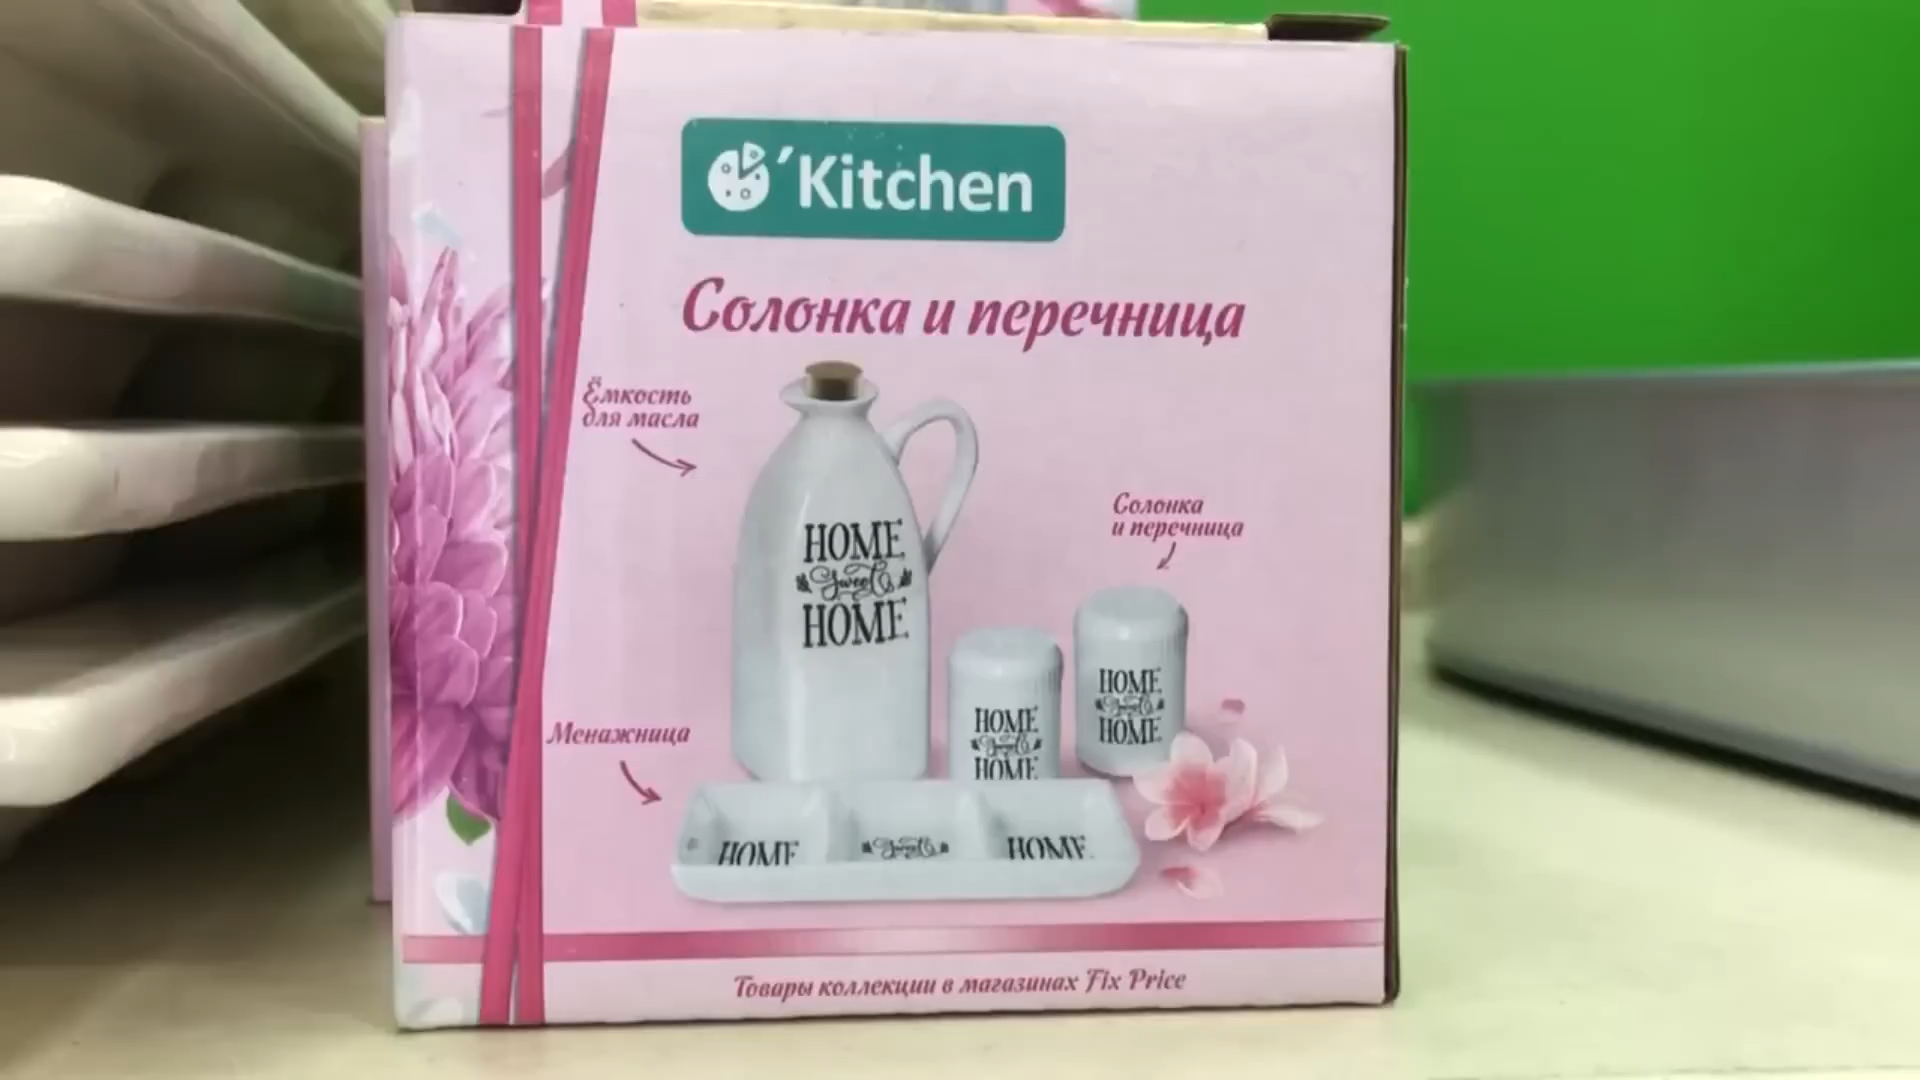 'Kitchen
Солонка и перечница
Ёмкость
для масла
Солонка
и перечница
HOME
Sweet
HOME
HOME
Sweet
HOME
HOME
Sweet
HOME
Менажница
HOME
Sweet
HOME
Товары коллекции в магазинах Fix Price